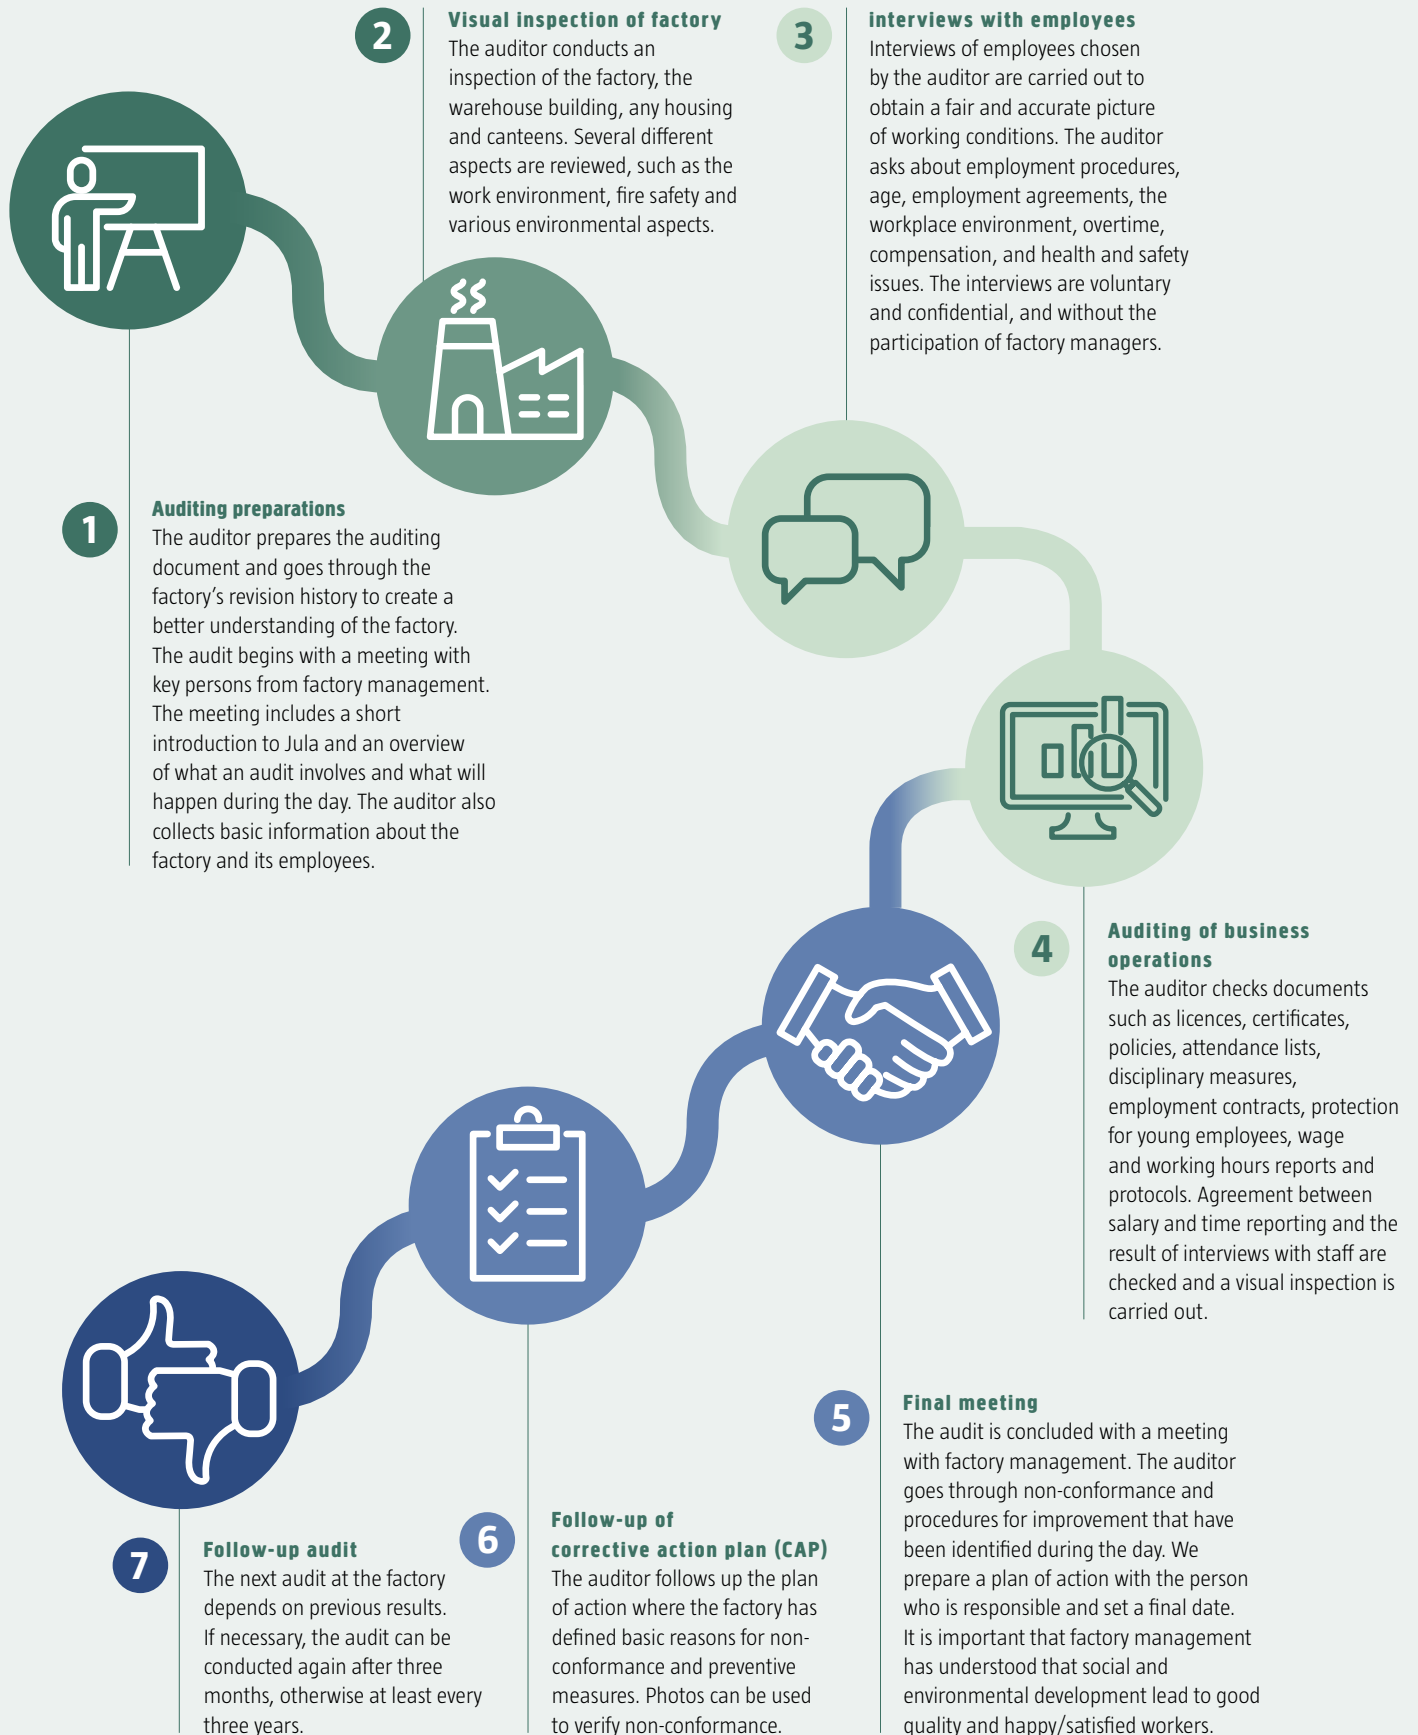 1
Auditing preparations
The auditor prepares the auditing
document and goes through the
factory’s revision history to create a
better understanding of the factory.
The audit begins with a meeting with
key persons from factory management.
The meeting includes a short
introduction to Jula and an overview
of what an audit involves and what will
happen during the day. The auditor also
collects basic information about the
factory and its employees.
2
Visual inspection of factory
The auditor conducts an
inspection of the factory, the
warehouse building, any housing
and canteens. Several different
aspects are reviewed, such as the
work environment, fire safety and
various environmental aspects.
3
interviews with employees
Interviews of employees chosen
by the auditor are carried out to
obtain a fair and accurate picture
of working conditions. The auditor
asks about employment procedures,
age, employment agreements, the
workplace environment, overtime,
compensation, and health and safety
issues. The interviews are voluntary
and confidential, and without the
participation of factory managers.
4
Auditing of business
operations
The auditor checks documents
such as licences, certificates,
policies, attendance lists,
disciplinary measures,
employment contracts, protection
for young employees, wage
and working hours reports and
protocols. Agreement between
salary and time reporting and the
result of interviews with staff are
checked and a visual inspection is
carried out.
5
Final meeting
The audit is concluded with a meeting
with factory management. The auditor
goes through non-conformance and
procedures for improvement that have
been identified during the day. We
prepare a plan of action with the person
who is responsible and set a final date.
It is important that factory management
has understood that social and
environmental development lead to good
quality and happy/satisfied workers.
6
Follow-up of
corrective action plan (CAP)
The auditor follows up the plan
of action where the factory has
defined basic reasons for non-
conformance and preventive
measures. Photos can be used
to verify non-conformance.
7
Follow-up audit
The next audit at the factory
depends on previous results.
If necessary, the audit can be
conducted again after three
months, otherwise at least every
three years.